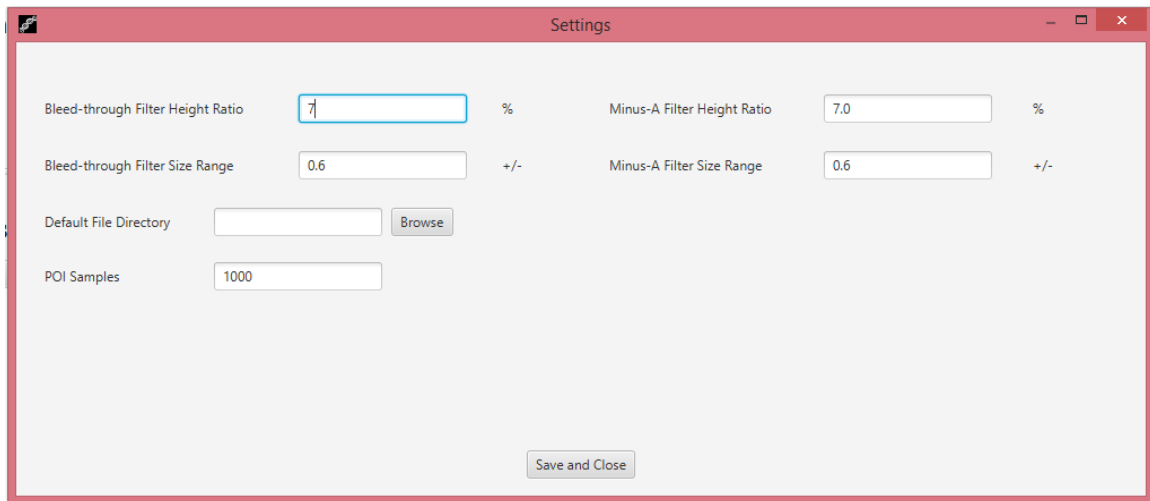 Settings
Bleed-through Filter Height Ratio 7 % Minus-A Filter Height Ratio 7.0 %
Bleed-through Filter Size Range 0.6 +/- Minus-A Filter Size Range 0.6 +/-
Default File Directory Browse
POI Samples 1000
Save and Close